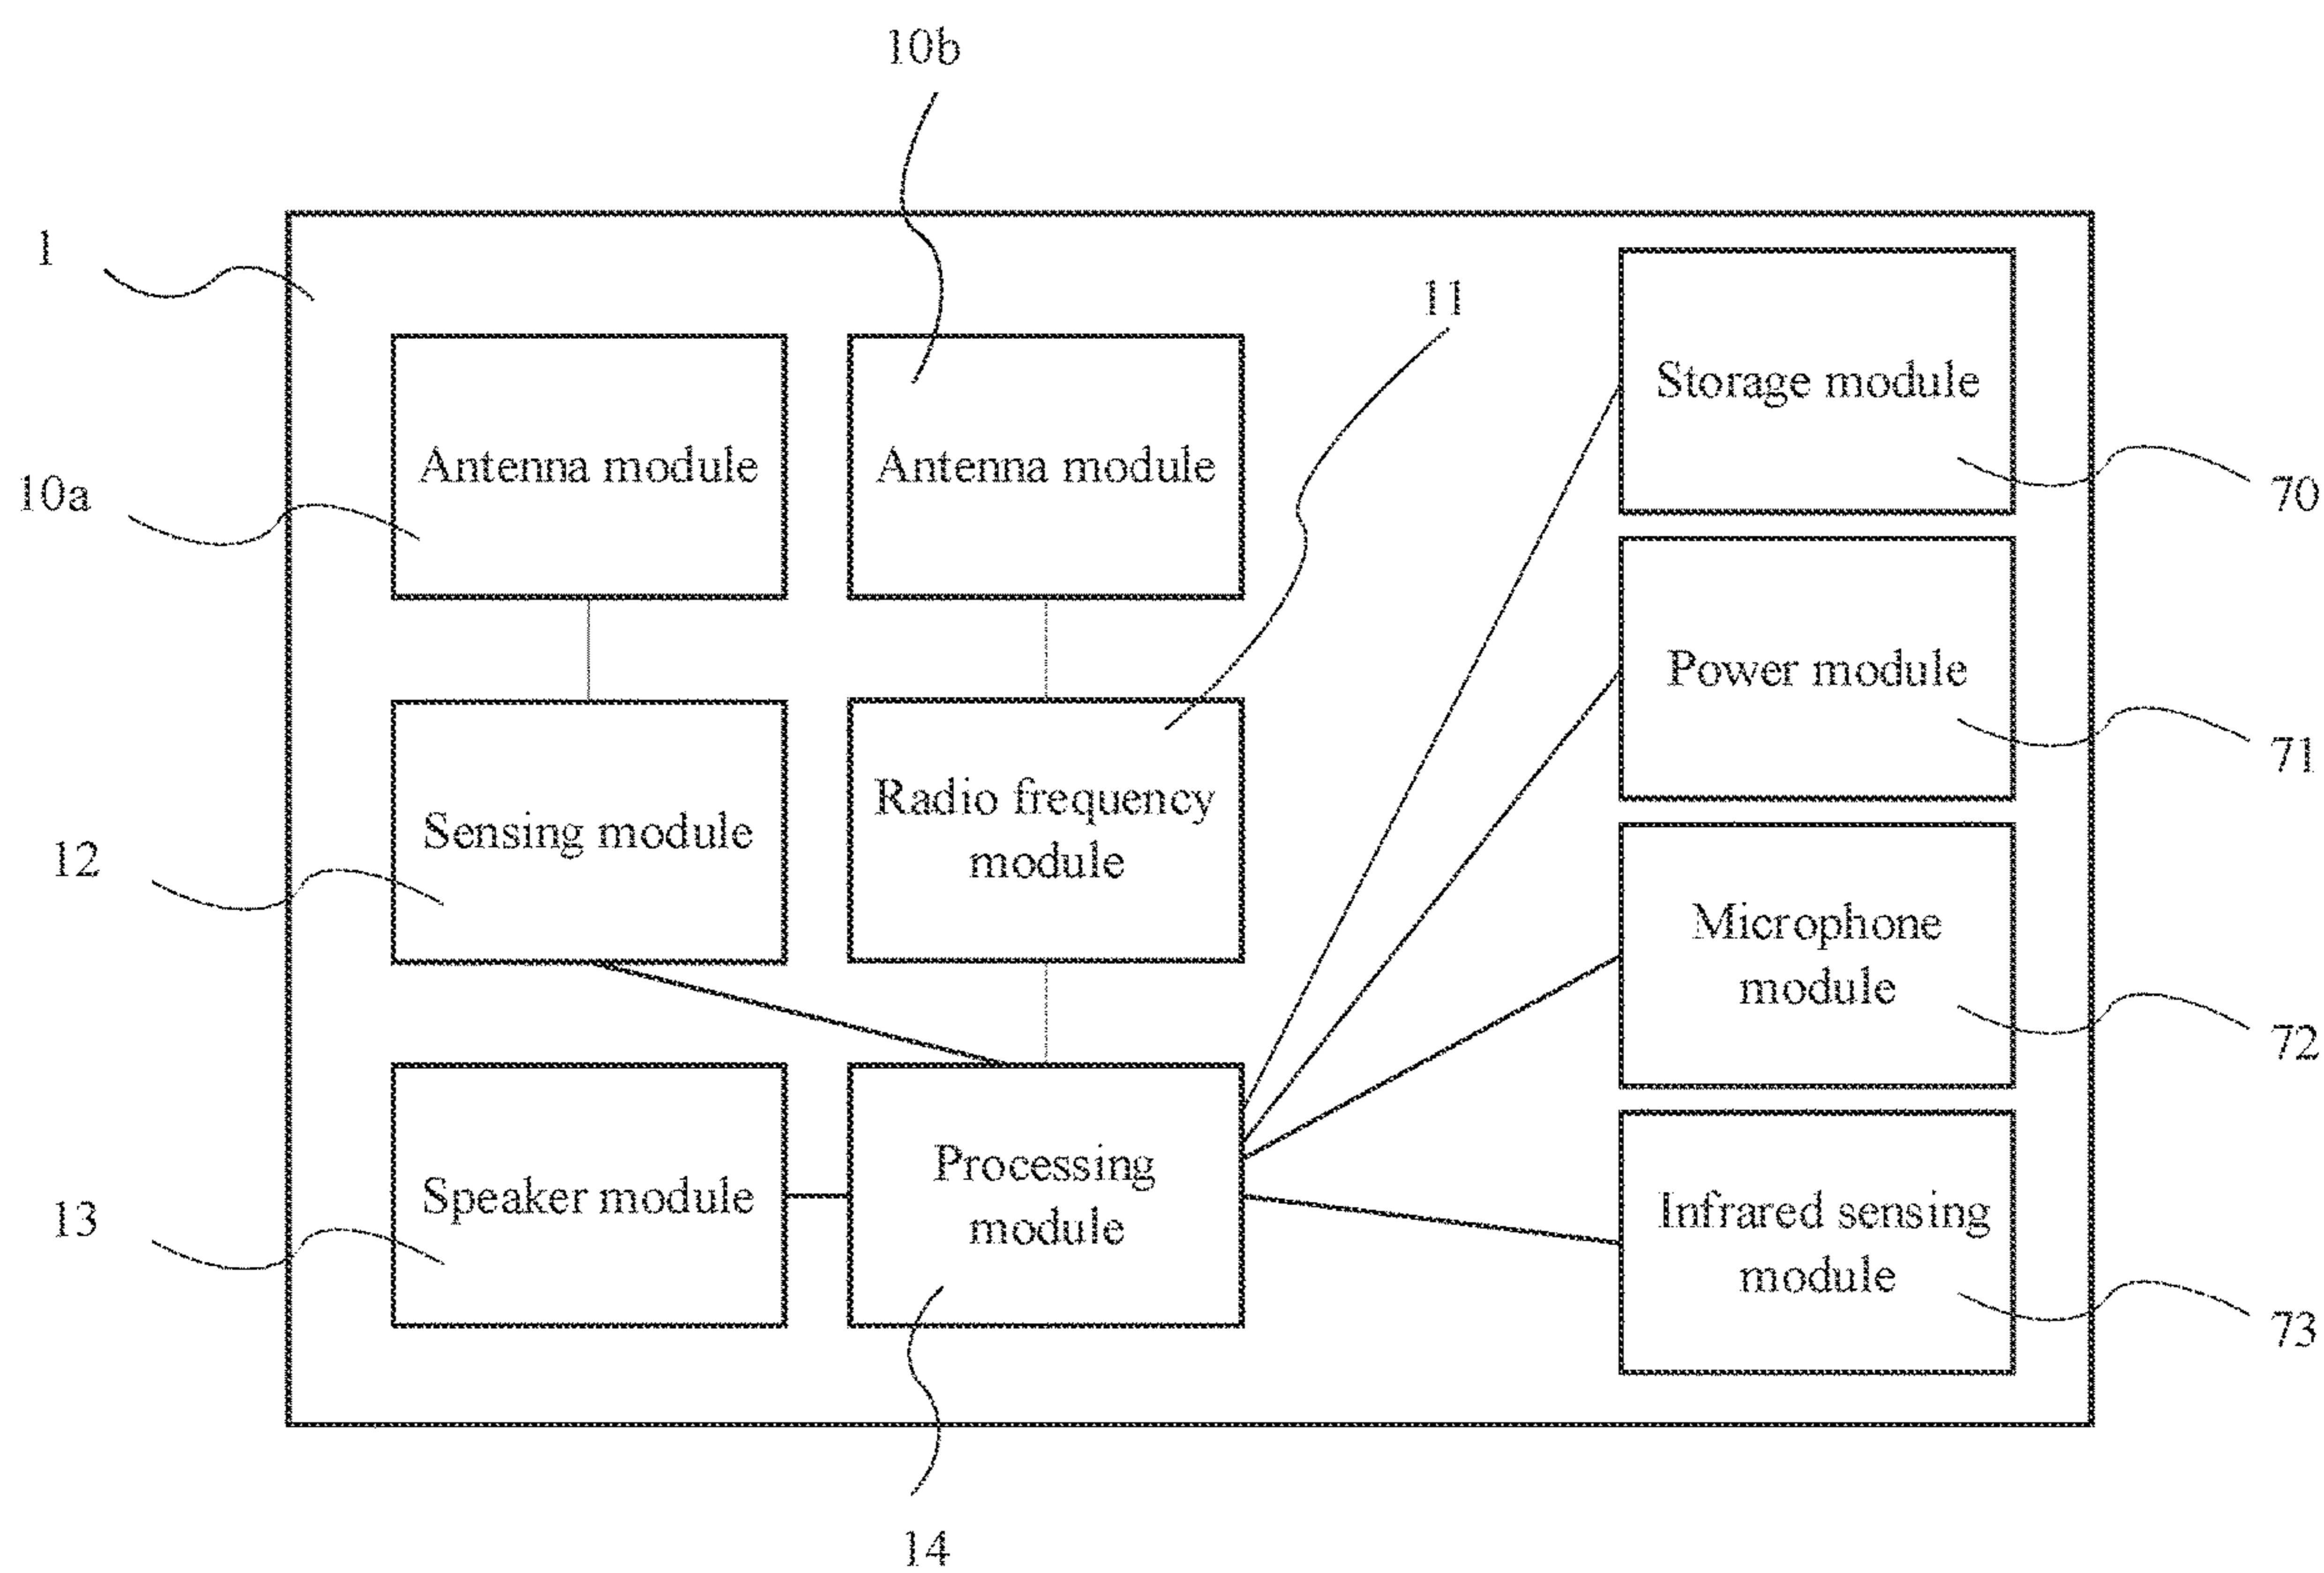 10b
1
11
Storage module
Antenna module
Antenna module
10a
70
Power module
71
Sensing module
Radio frequency
module
12
Microphone
module
72
Speaker module
Processing
module
13
Infrared sensing
module
73
14